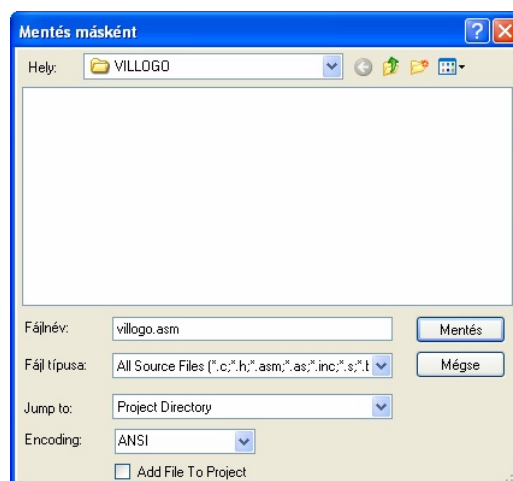 Mentés másként
Hely: VILLOGO
Fájlnév: villogo.asm Mentés
Fájl típusa: All Source Files (*.c;*.h;*.asm;*.as;*.inc;*.s;*.t Mégse
Jump to: Project Directory
Encoding: ANSI
Add File To Project